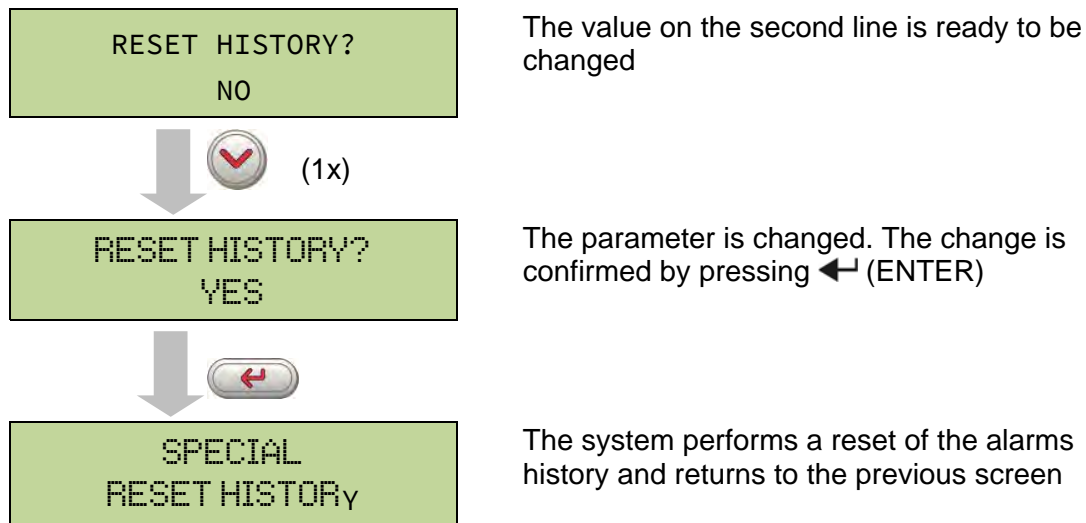 RESET HISTORY?
NO
The value on the second line is ready to be
changed
(1x)
RESET HISTORY?
YES
The parameter is changed. The change is
confirmed by pressing ↵ (ENTER)
SPECIAL
RESET HISTORy
The system performs a reset of the alarms
history and returns to the previous screen